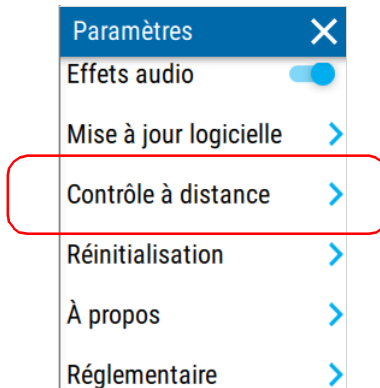 Paramètres
Effets audio
Mise à jour logicielle
Contrôle à distance
Réinitialisation
À propos
Réglementaire